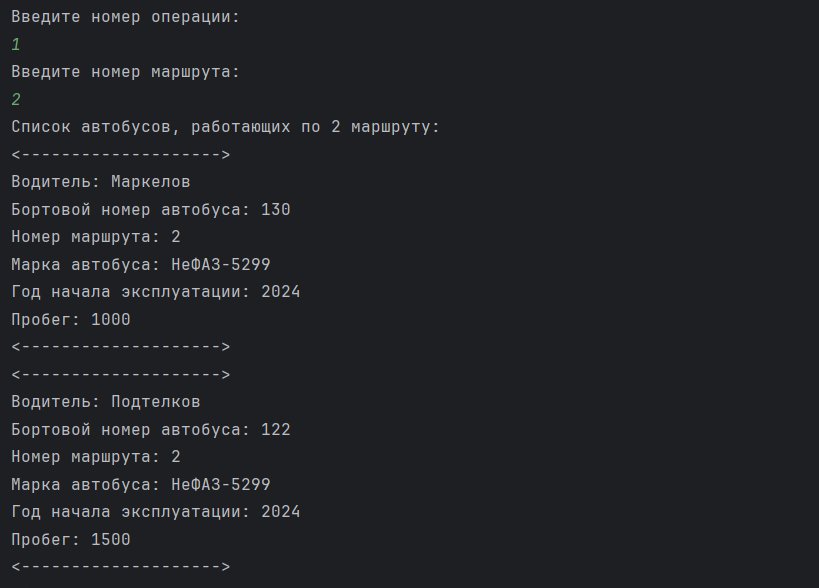 Введите номер операции:
1
Введите номер маршрута:
2
Список автобусов, работающих по 2 маршруту:
<-------------------->
Водитель: Маркелов
Бортовой номер автобуса: 130
Номер маршрута: 2
Марка автобуса: НеФАЗ-5299
Год начала эксплуатации: 2024
Пробег: 1000
<-------------------->
<-------------------->
Водитель: Подтелков
Бортовой номер автобуса: 122
Номер маршрута: 2
Марка автобуса: НеФАЗ-5299
Год начала эксплуатации: 2024
Пробег: 1500
<-------------------->